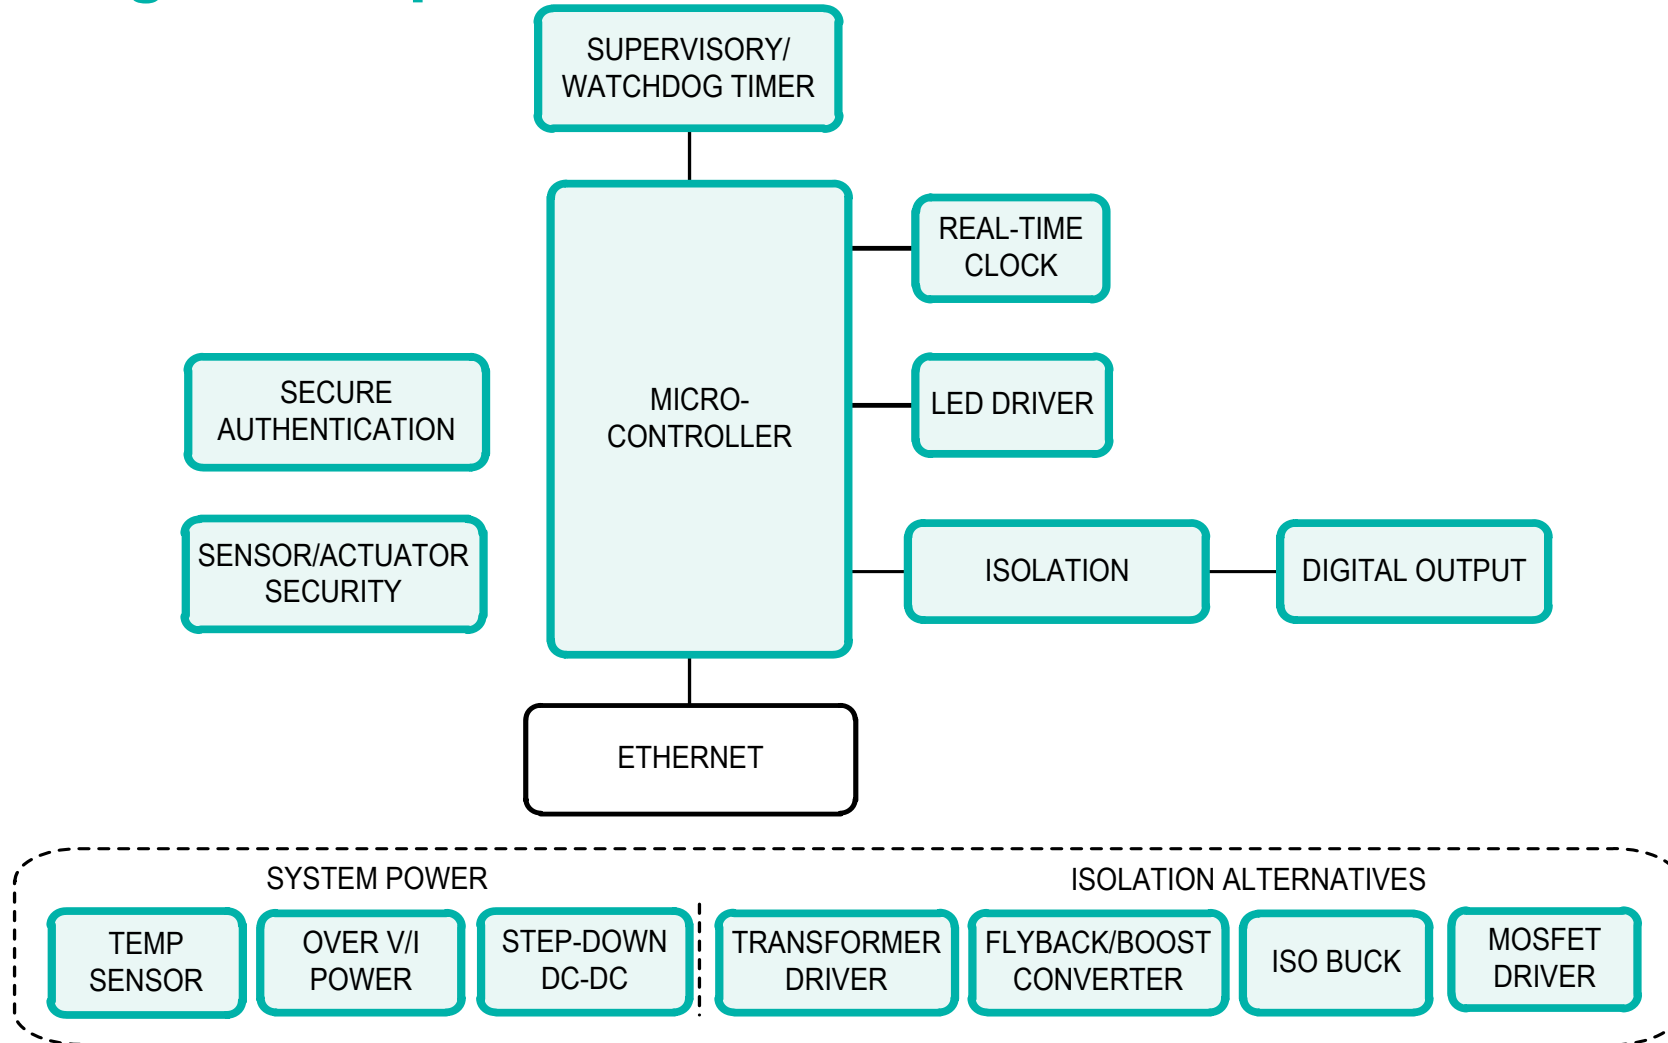 SUPERVISORY/
WATCHDOG TIMER
REAL-TIME
CLOCK
SECURE
AUTHENTICATION
MICRO-
CONTROLLER
LED DRIVER
SENSOR/ACTUATOR
SECURITY
ISOLATION
DIGITAL OUTPUT
ETHERNET
SYSTEM POWER
TEMP
SENSOR
OVER V/I
POWER
STEP-DOWN
DC-DC
ISOLATION ALTERNATIVES
TRANSFORMER
DRIVER
FLYBACK/BOOST
CONVERTER
ISO BUCK
MOSFET
DRIVER